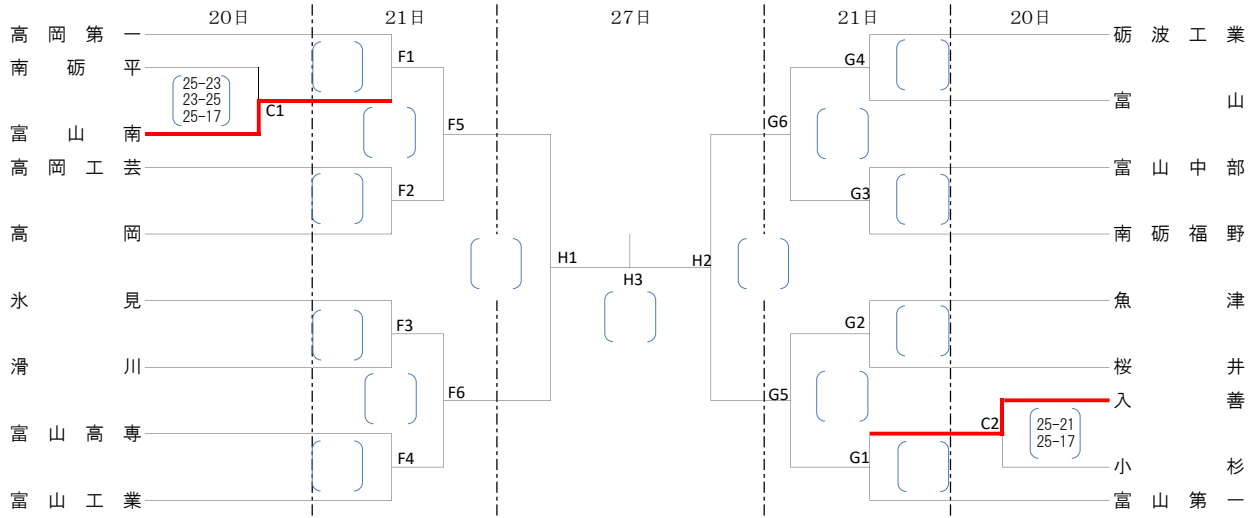 20日 21日 27日 21日 20日
高岡第一 F1 G4 砺波工業
南砺平
25-23
23-25
25-17
C1
富山
富山南 F5 G6
高岡工芸 F2 G3 富山中部
高岡 南砺福野
H1 H3 H2
氷見 F3 G2 魚津
滑川 桜井
F6 G5 入善
C2
25-21
25-17
富山高専 F4 G1 小杉
富山工業 富山第一